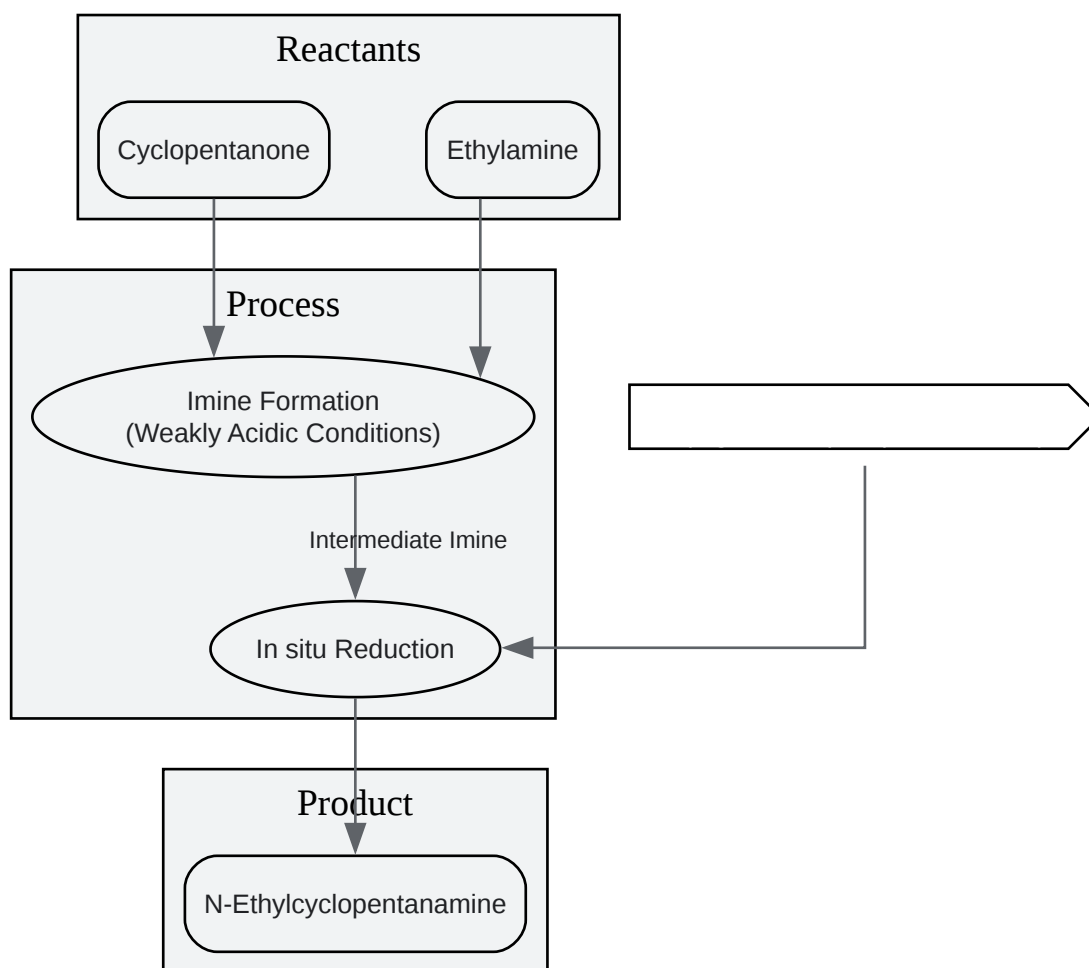 Reactants
Cyclopentanone
Ethylamine
Process
Imine Formation
(Weakly Acidic Conditions)
Intermediate Imine
In situ Reduction
Product
N-Ethylcyclopentanamine